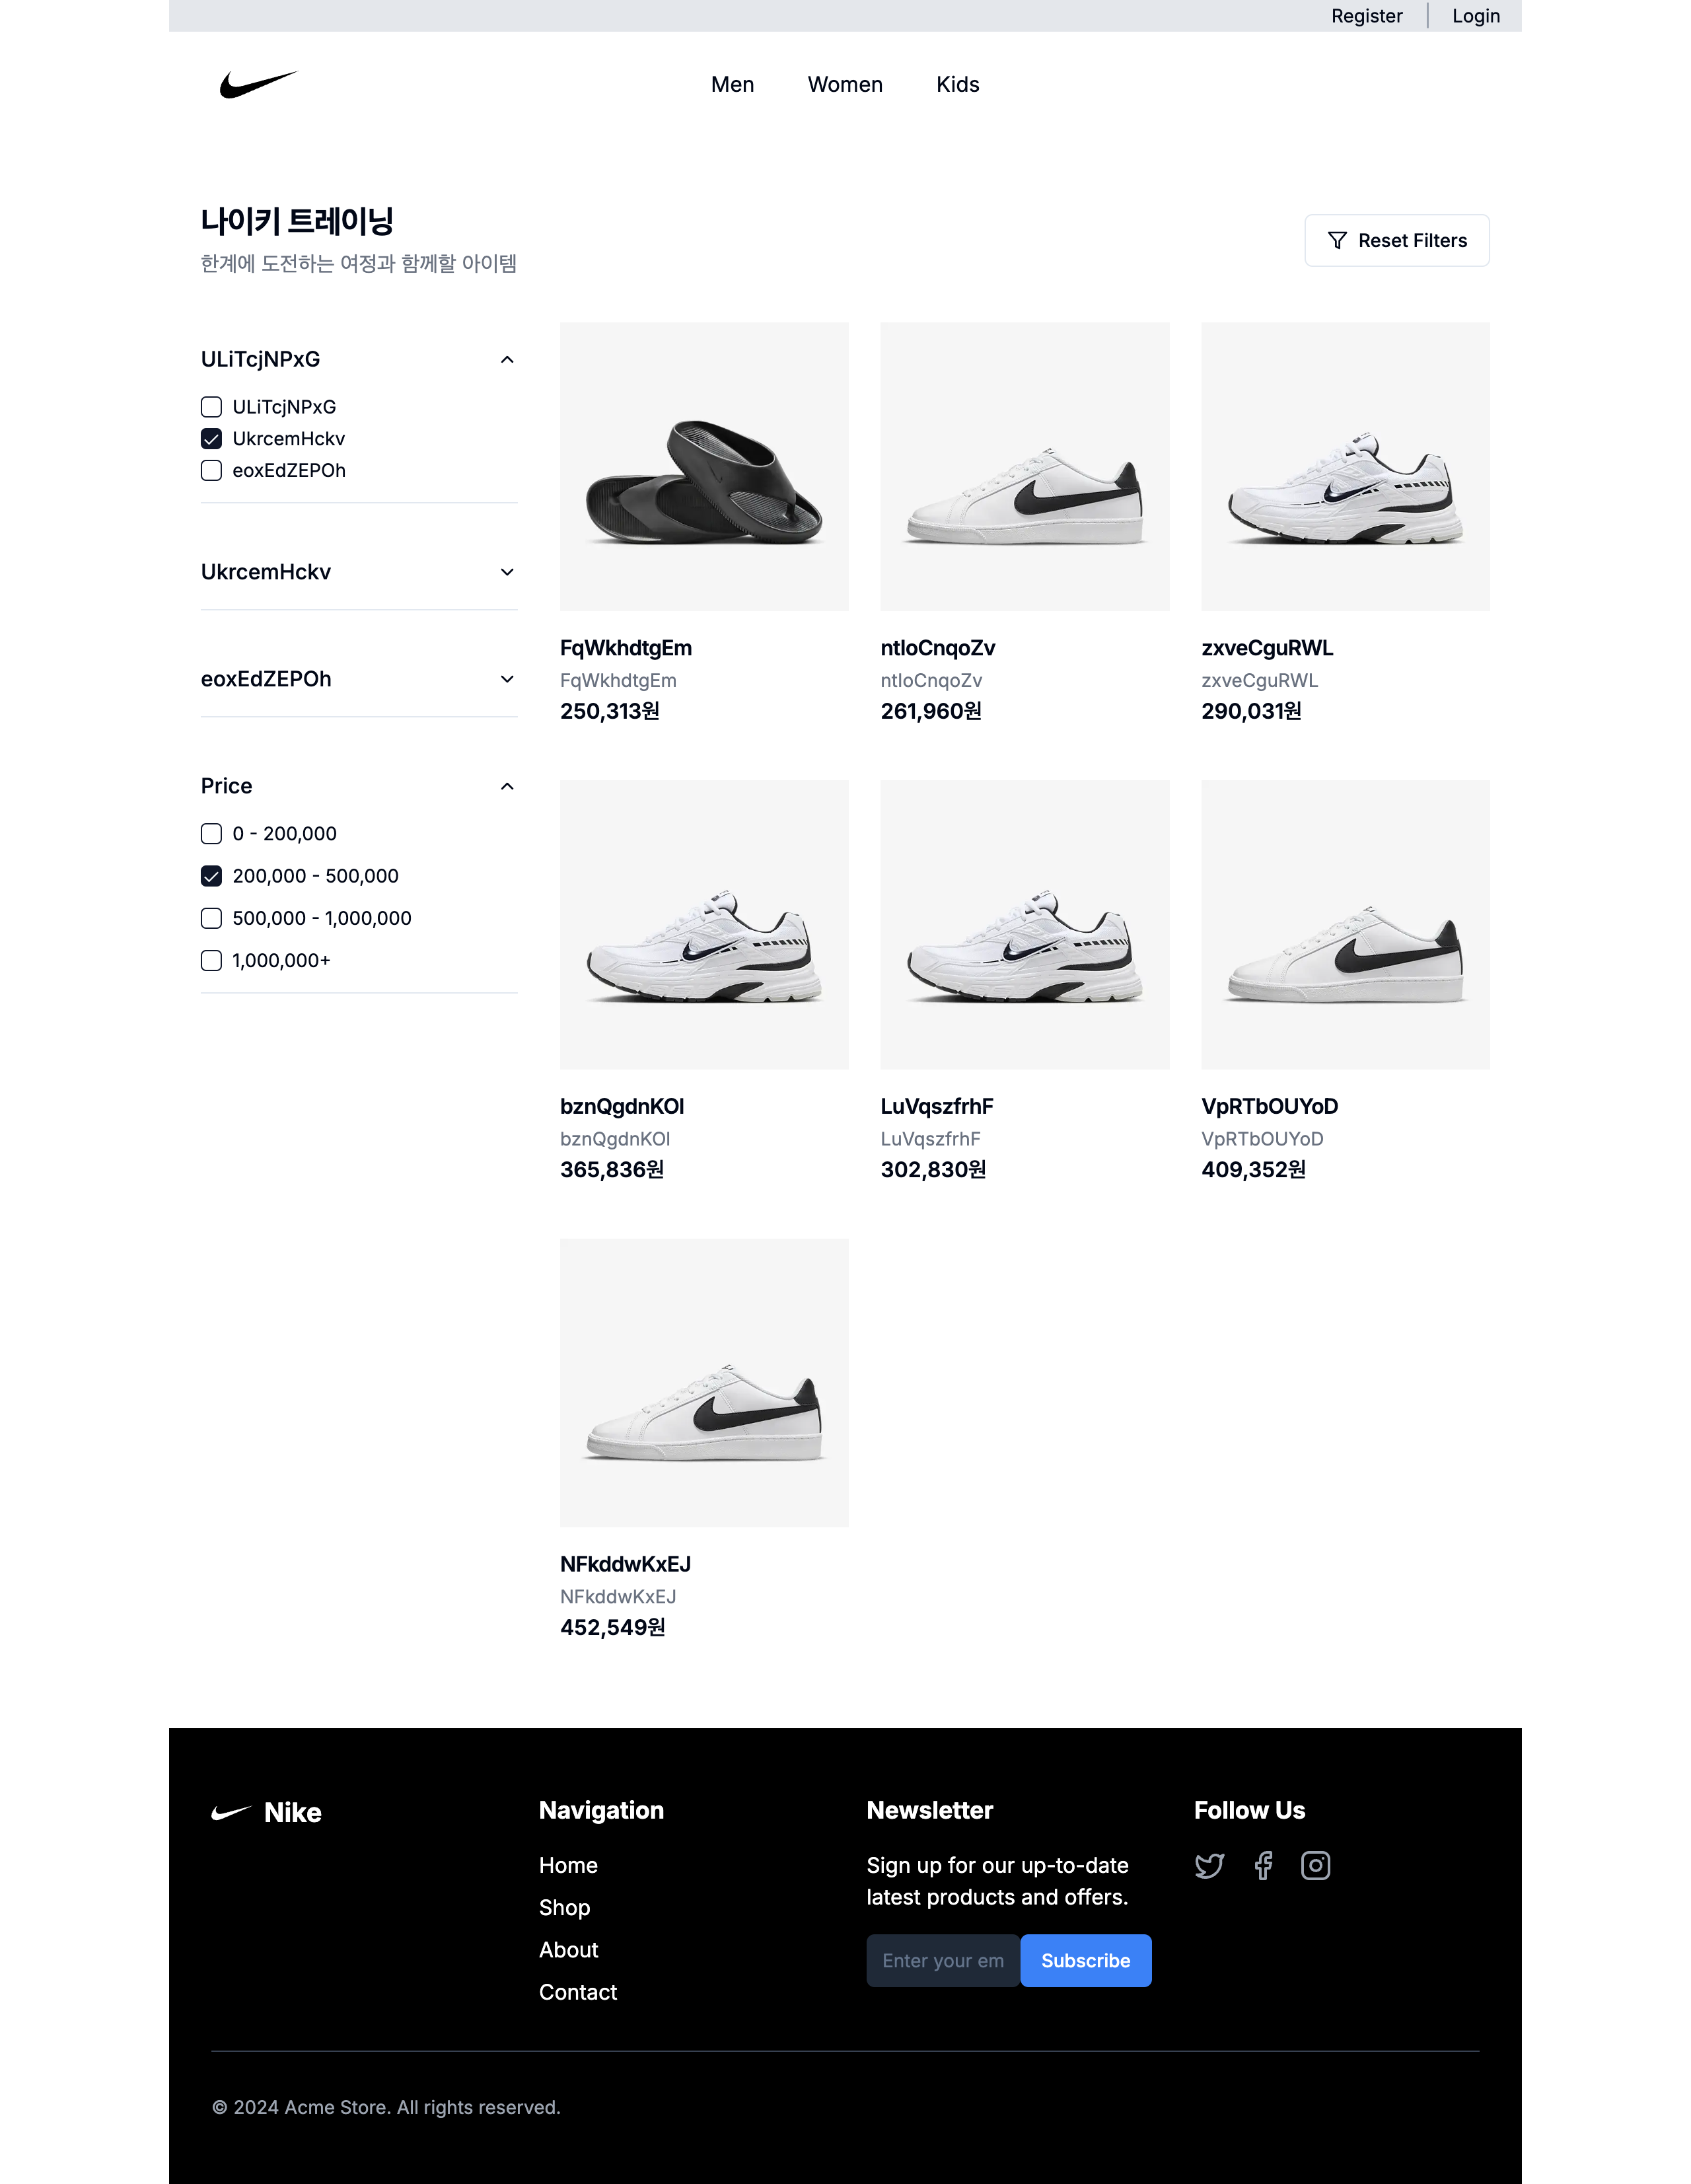 Register
Login
Men
Women
Kids
나이키 트레이닝
한계에 도전하는 여정과 함께할 아이템
Reset Filters
ULiTcjNPxG
ULiTcjNPxG
UkrcemHckv
eoxEdZEPOh
UkrcemHckv
eoxEdZEPOh
Price
0 - 200,000
200,000 - 500,000
500,000 - 1,000,000
1,000,000+
FqWkhdtgEm
FqWkhdtgEm
250,313원
ntloCnqoZv
ntloCnqoZv
261,960원
zxveCguRWL
zxveCguRWL
290,031원
bznQgdnKOl
bznQgdnKOl
365,836원
LuVqszfrhF
LuVqszfrhF
302,830원
VpRTbOUYoD
VpRTbOUYoD
409,352원
NFkddwKxEJ
NFkddwKxEJ
452,549원
Nike
Navigation
Home
Shop
About
Contact
Newsletter
Sign up for our up-to-date
latest products and offers.
Enter your em
Subscribe
Follow Us
© 2024 Acme Store. All rights reserved.